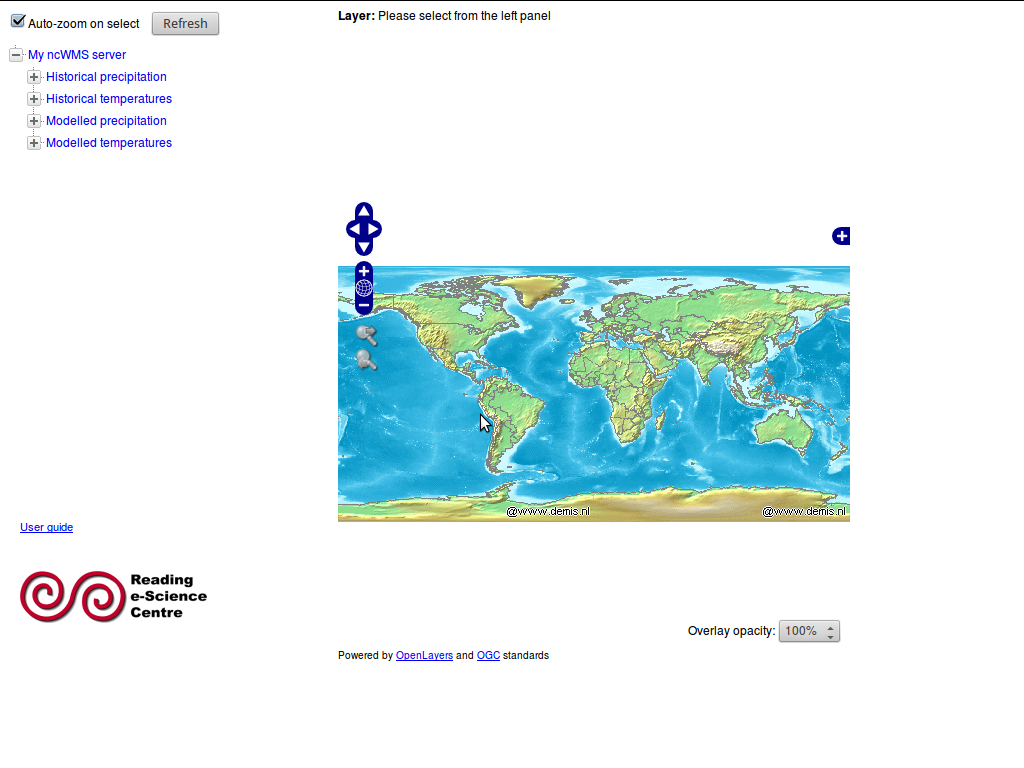 Auto-zoom on select Refresh
Layer: Please select from the left panel
My ncWMS server
Historical precipitation
Historical temperatures
Modelled precipitation
Modelled temperatures
@www.demis.nl @www.demis.nl
User guide
Reading
e-Science
Centre
Overlay opacity: 100%
Powered by OpenLayers and OGC standards